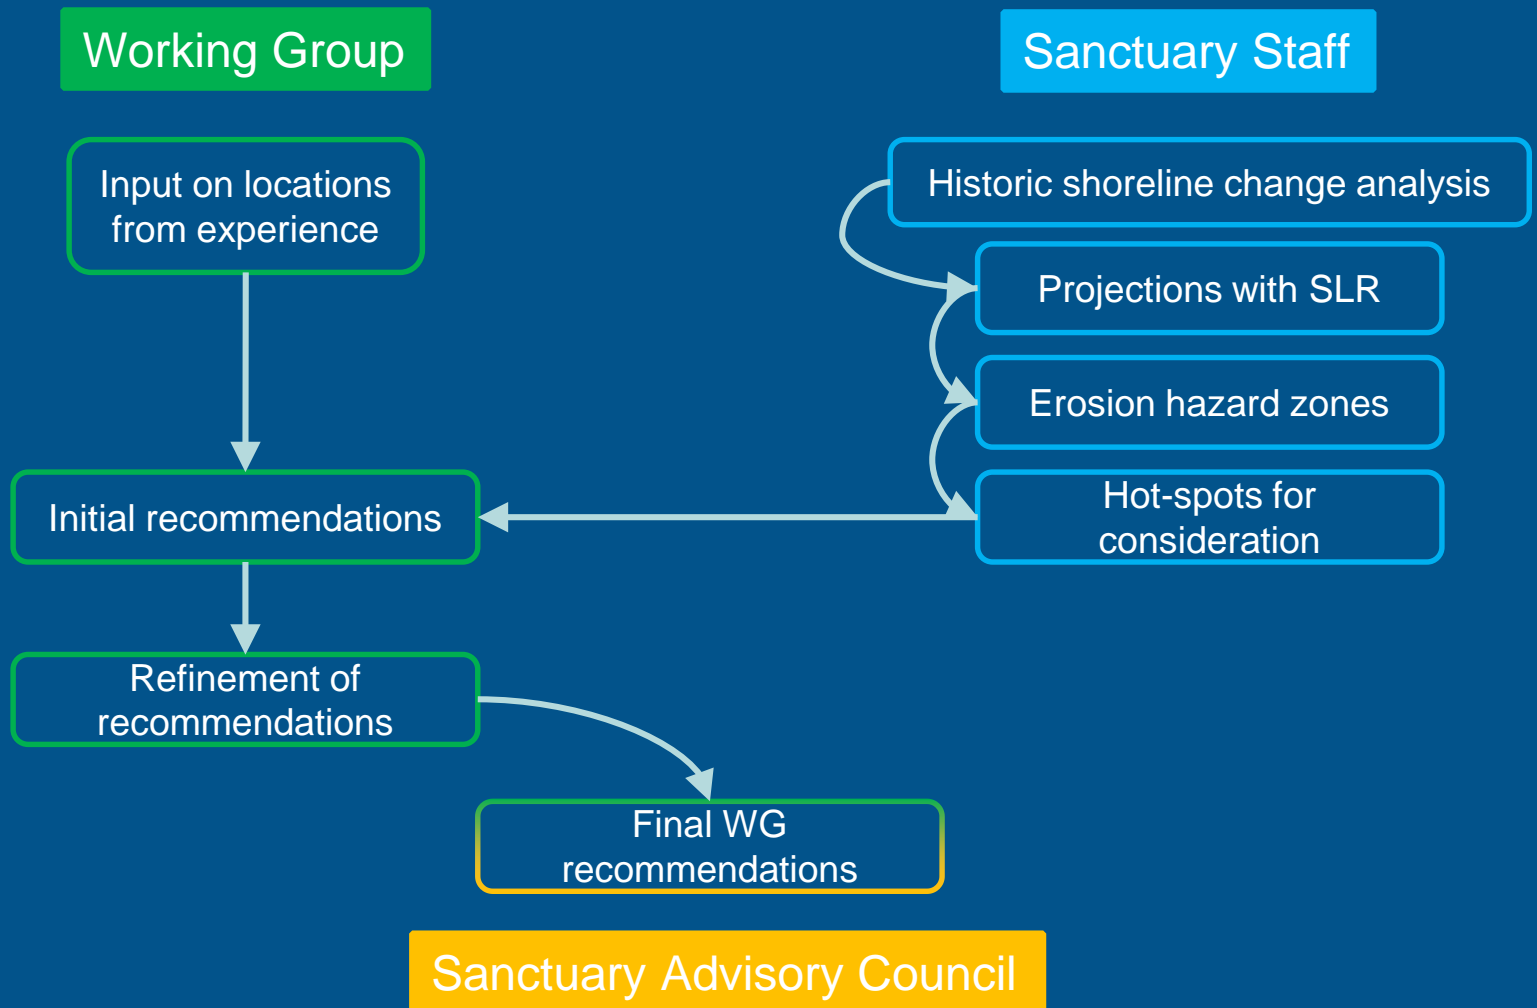 Working Group
Sanctuary Staff
Input on locations
from experience
Historic shoreline change analysis
Projections with SLR
Erosion hazard zones
Hot-spots for
consideration
Initial recommendations
Refinement of
recommendations
Final WG
recommendations
Sanctuary Advisory Council